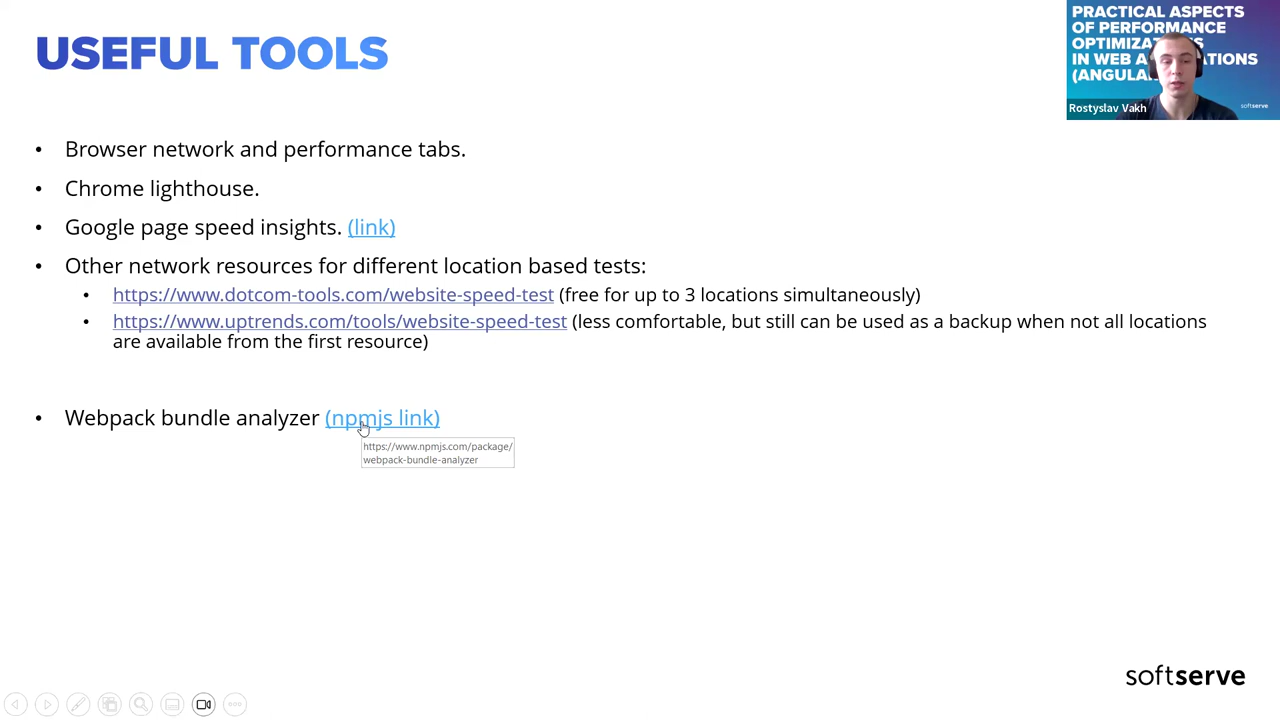 USEFUL TOOLS
PRACTICAL ASPECTS
OF PERFORMANCE
IN WEB
Rostyslav Vakh
softserve
• Browser network and performance tabs.
• Chrome lighthouse.
• Google page speed insights. (link)
• Other network resources for different location based tests:
• https://www.dotcom-tools.com/website-speed-test (free for up to 3 locations simultaneously)
• https://www.uptrends.com/tools/website-speed-test (less comfortable, but still can be used as a backup when not all locations
are available from the first resource)
• Webpack bundle analyzer (npmjs link)
https://www.npmjs.com/package/
webpack-bundle-analyzer
softserve